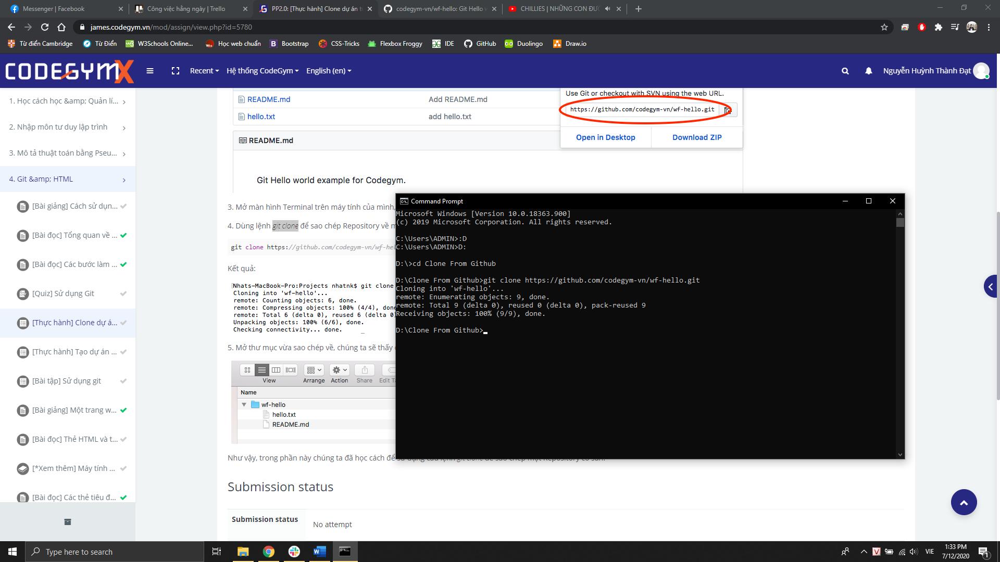 Messenger | Facebook
Công việc hằng ngày | Trello
PP2.0: [Thực hành] Clone dự án t
codegym-vn/wf-hello: Git Hello
CHILLIES | NHỮNG CON ĐƯ
james.codegym.vn/mod/assign/view.php?id=5780
Từ điển Cambridge
Từ Điển
W3Schools Online...
Học web chuẩn
Bootstrap
CSS-Tricks
Flexbox Froggy
IDE
GitHub
Duolingo
Draw.io
CODEGYMX
Recent
Hệ thống CodeGym
English (en)
Nguyễn Huỳnh Thành Đạt
1. Học cách học &amp; Quản lí...
2. Nhập môn tư duy lập trình
3. Mô tả thuật toán bằng Pseu...
4. Git &amp; HTML
[Bài giảng] Cách sử dụn...
[Bài đọc] Tổng quan về ...
[Bài đọc] Các bước làm ...
[Quiz] Sử dụng Git
[Thực hành] Clone dự á...
[Thực hành] Tạo dự án ...
[Bài tập] Sử dụng git
[Bài giảng] Một trang w...
[Bài đọc] Thẻ HTML và t...
[*Xem thêm] Máy tính ...
[Bài đọc] Các thẻ tiêu đ...
README.md
Add README.md
hello.txt
add hello.txt
Use Git or checkout with SVN using the web URL.
https://github.com/codegym-vn/wf-hello.git
Open in Desktop
Download ZIP
README.md
Git Hello world example for Codegym.
3. Mở màn hình Terminal trên máy tính của mình,
4. Dùng lệnh git clone để sao chép Repository về m
git clone https://github.com/codegym-vn/wf-hel
Kết quả:
Nhats-MacBook-Pro:Projects nhatnk$ git clone
Cloning into 'wf-hello'...
remote: Counting objects: 6, done.
remote: Compressing objects: 100% (4/4), done
remote: Total 6 (delta 0), reused 6 (delta 0)
Unpacking objects: 100% (6/6), done.
Checking connectivity... done.
5. Mở thư mục vừa sao chép về, chúng ta sẽ thấy
View
Arrange
Action
Share
Edit Ta
Name
wf-hello
hello.txt
README.md
Như vậy, trong phần này chúng ta đã học cách để sử dụng câu lệnh git clone để sao chép một Repository có sẵn.
Command Prompt
Microsoft Windows [Version 10.0.18363.900]
(c) 2019 Microsoft Corporation. All rights reserved.
C:\Users\ADMIN>:D
C:\Users\ADMIN>D:
D:\>cd Clone From Github
D:\Clone From Github>git clone https://github.com/codegym-vn/wf-hello.git
Cloning into 'wf-hello'...
remote: Enumerating objects: 9, done.
remote: Total 9 (delta 0), reused 0 (delta 0), pack-reused 9
Receiving objects: 100% (9/9), done.
D:\Clone From Github>
Submission status
Submission status
No attempt
Type here to search
VIE
1:33 PM
7/12/2020
1